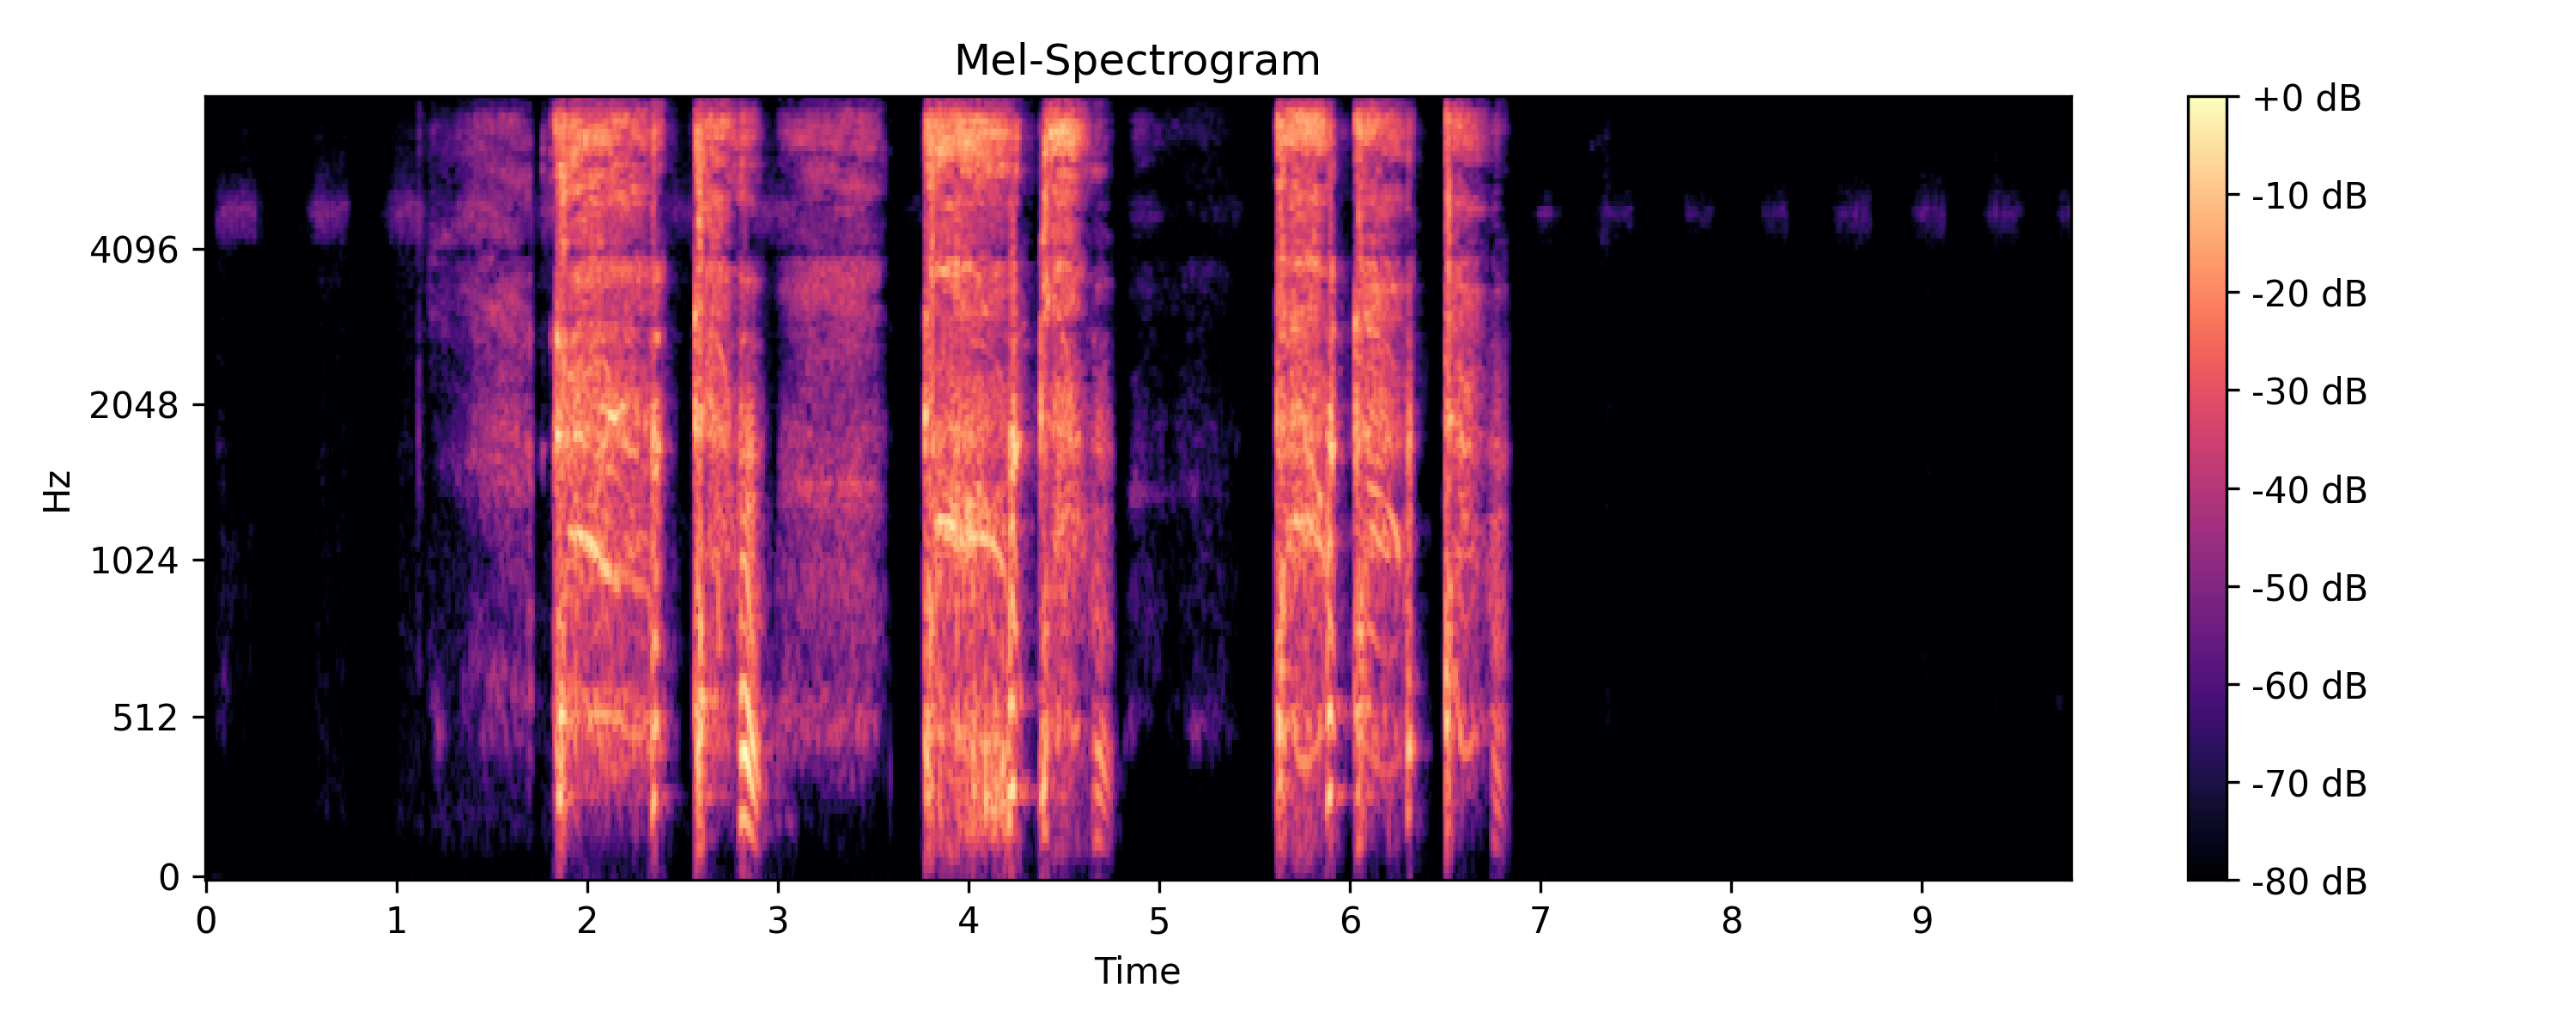 Mel-Spectrogram
+0 dB
-10 dB
4096
-20 dB
2048
-30 dB
Hz
-40 dB
1024
-50 dB
512
-60 dB
-70 dB
0
-80 dB
0 1 2 3 4 5 6 7 8 9
Time